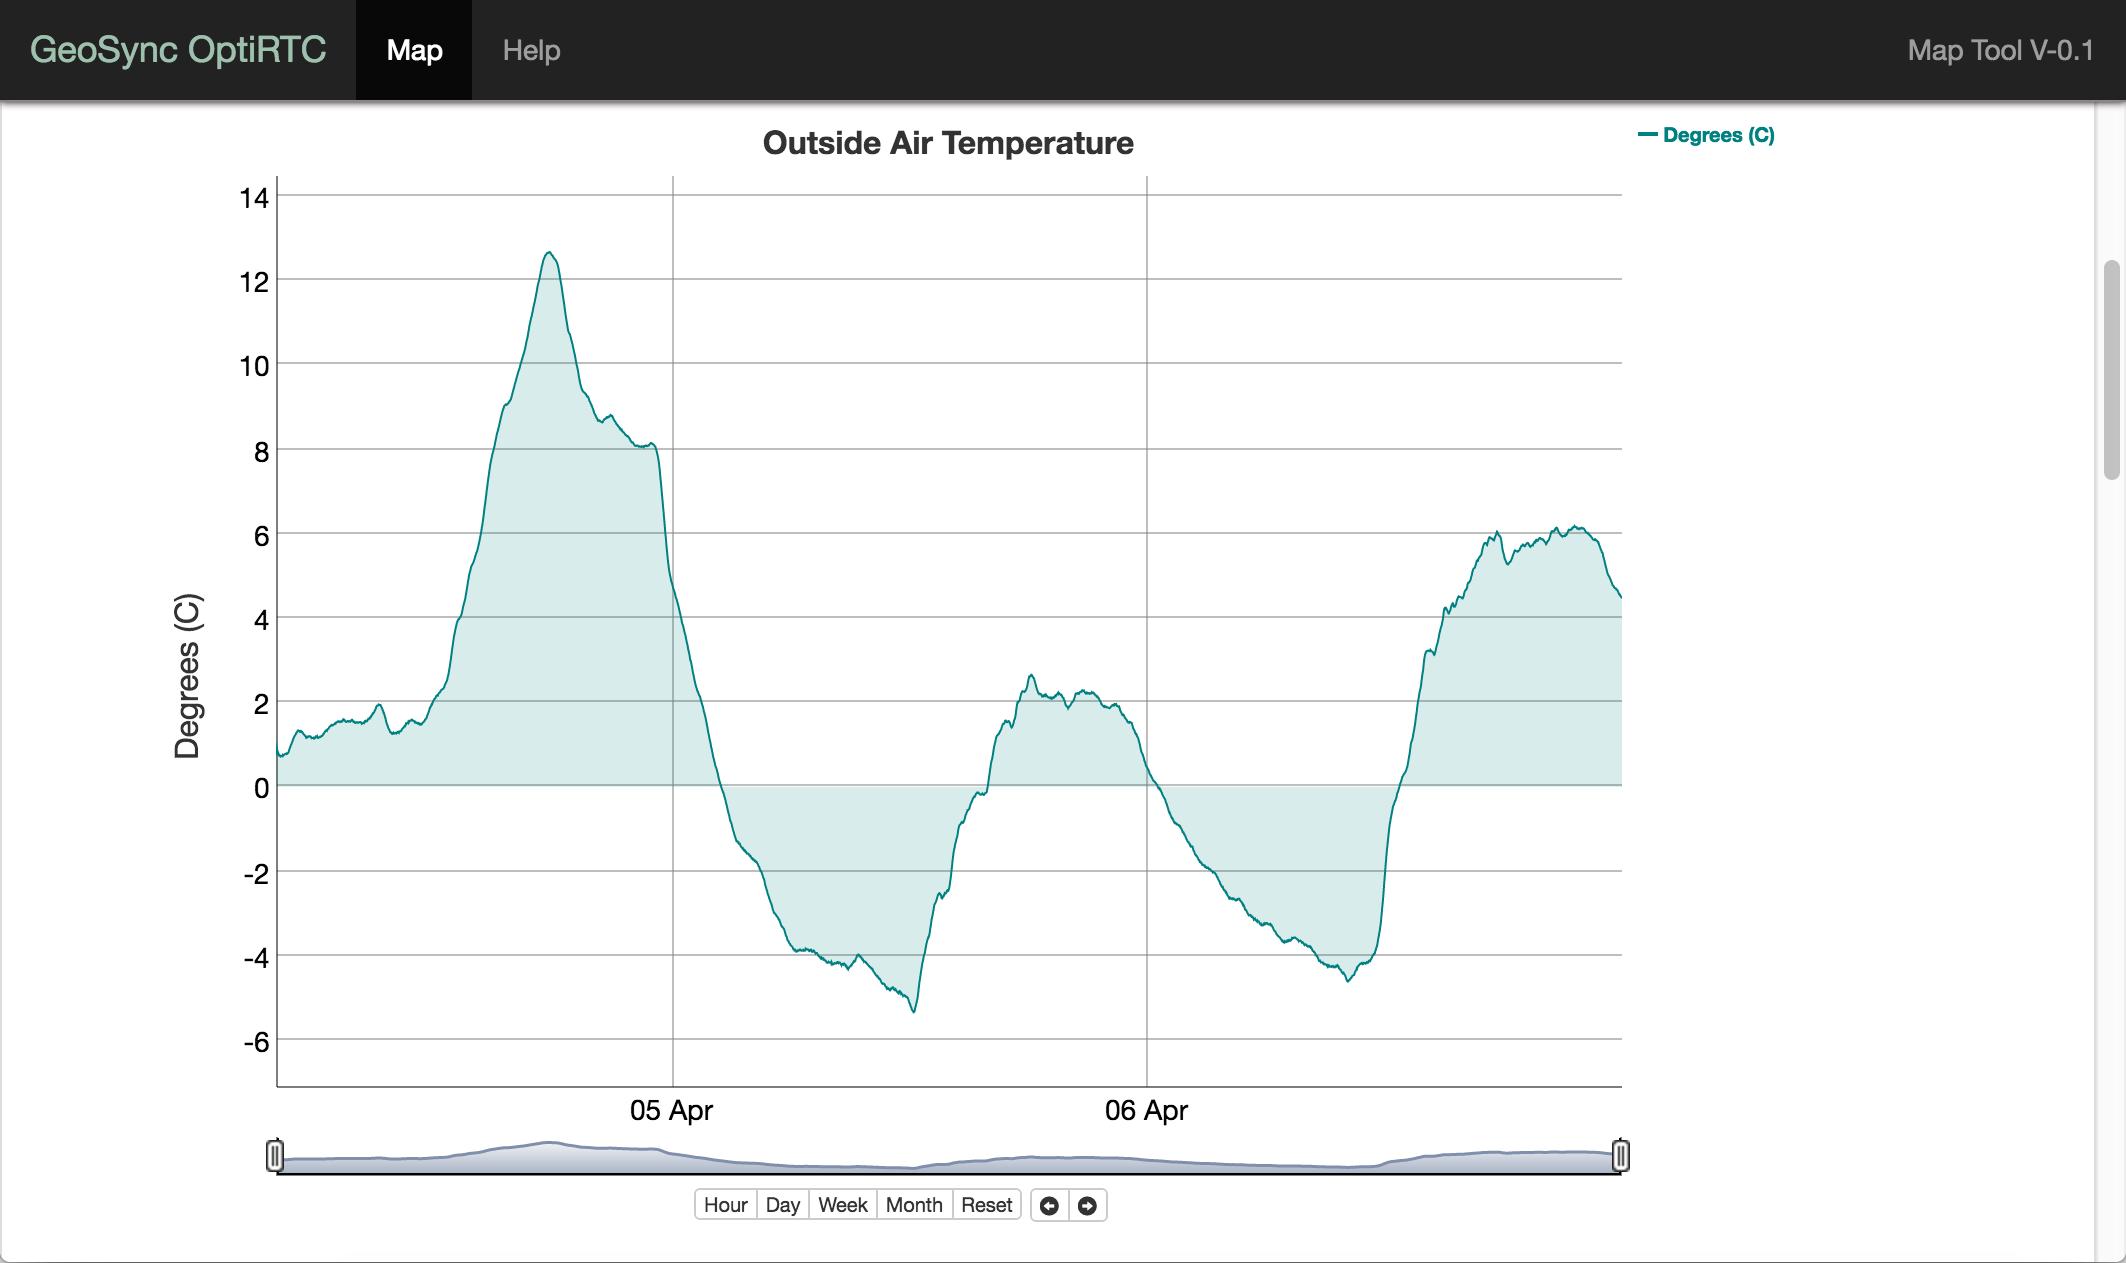 GeoSync OptiRTC Map Help Map Tool V-0.1
Outside Air Temperature
Degrees (C)
14
12
10
8
6
4
2
0
-2
-4
-6
Degrees (C)
05 Apr 06 Apr
Hour Day Week Month Reset